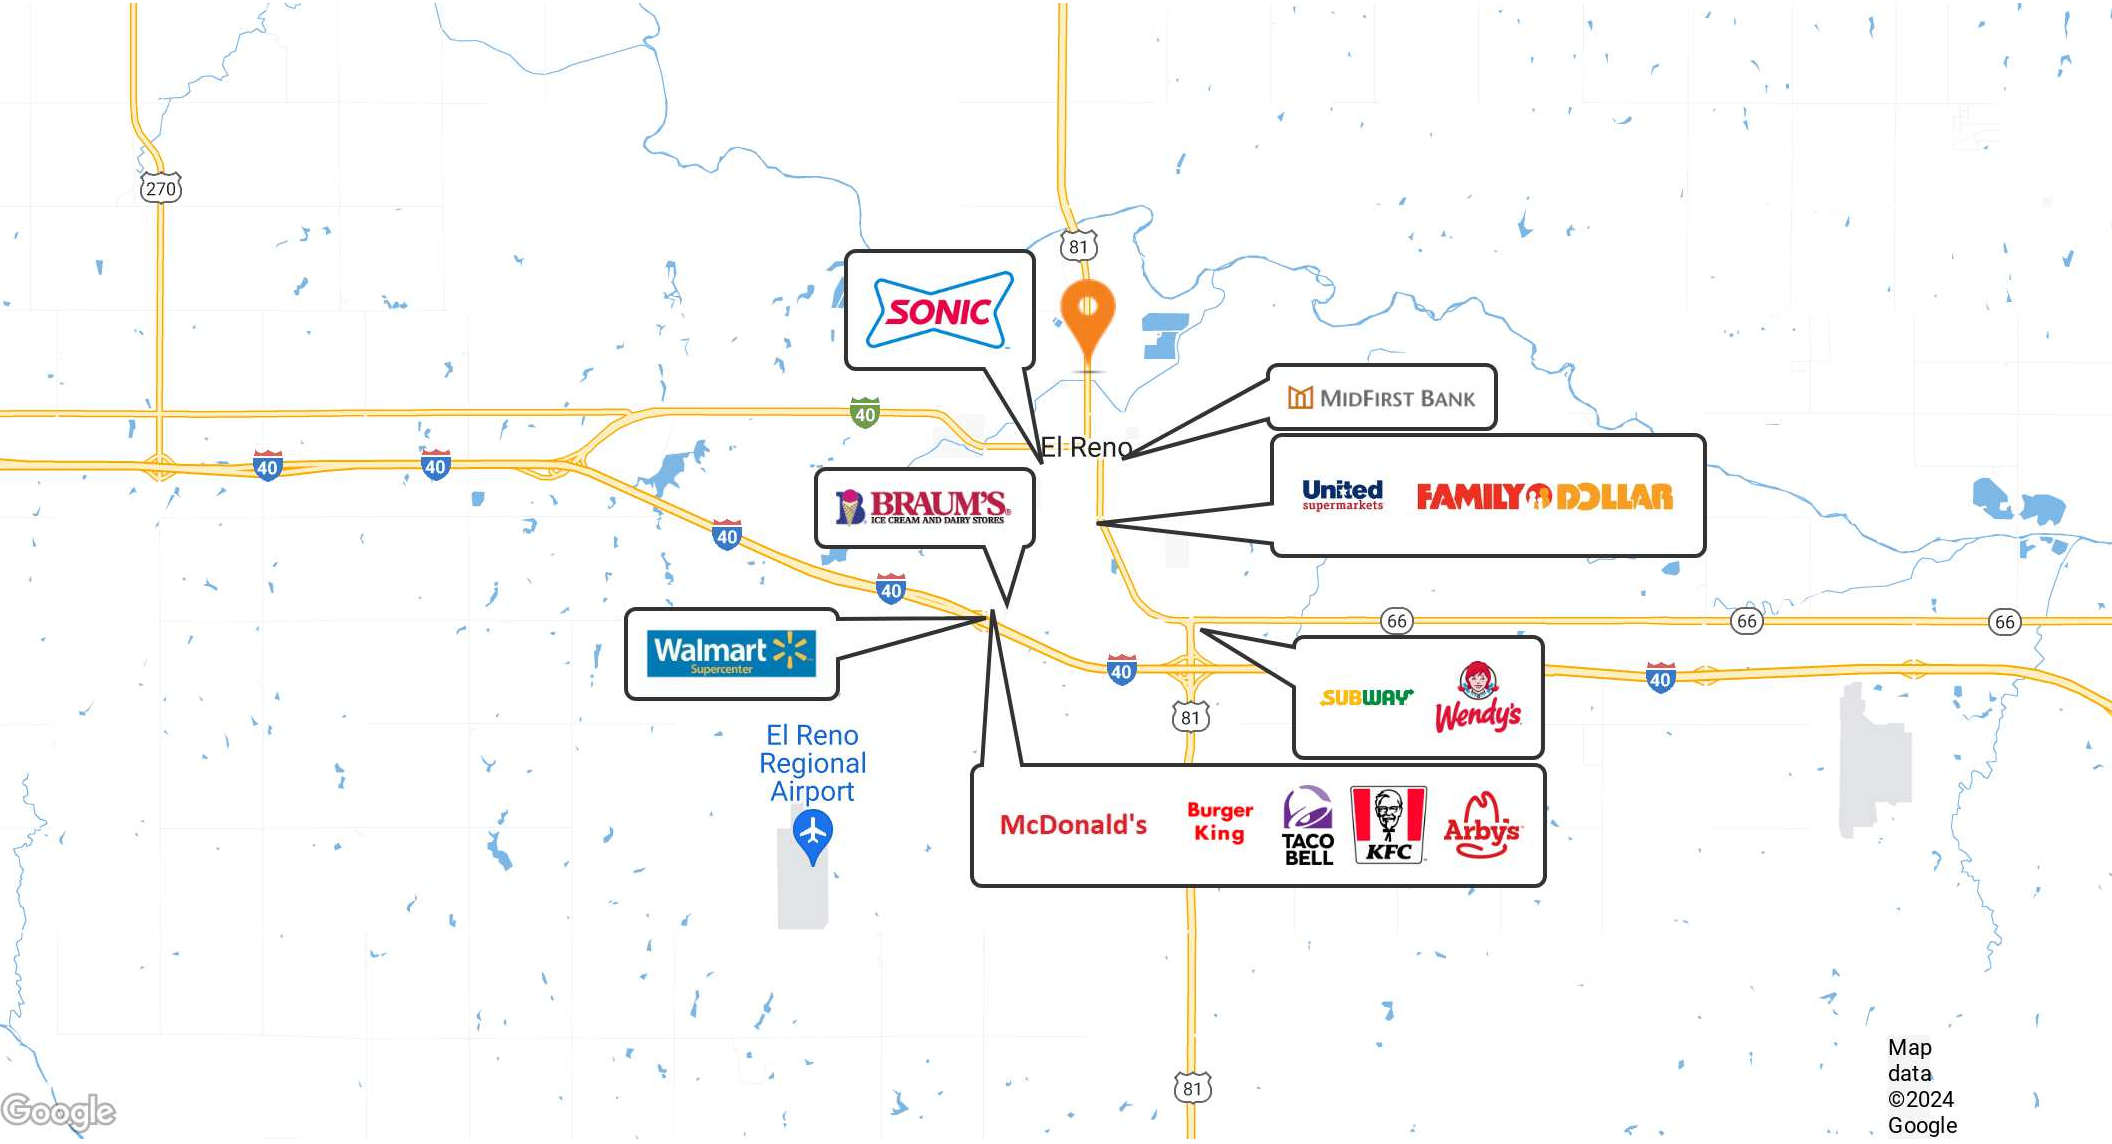 270
81
SONIC
MIDFIRST BANK
40
El Reno
40
40
United
supermarkets
FAMILY DOLLAR
B BRAUM'S
ICE CREAM AND DAIRY STORES
40
40
66
66
66
Walmart
Supercenter
40
40
SUBWAY
Wendy's
81
El Reno
Regional
Airport
McDonald's
Burger
King
TACO
BELL
KFC
Arby's
Map
data
©2024
Google
81
Google